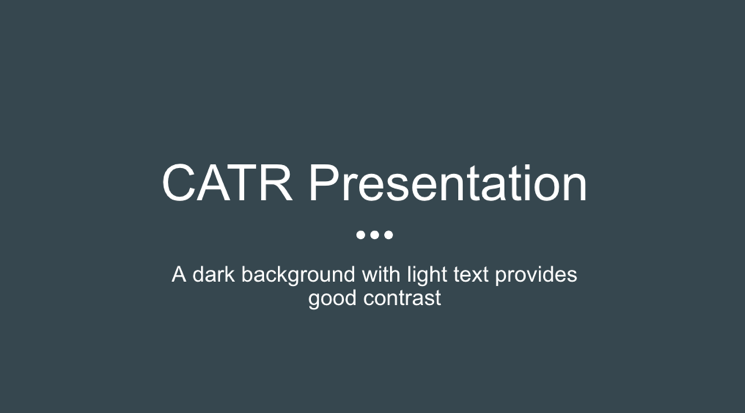 CATR Presentation
A dark background with light text provides
good contrast